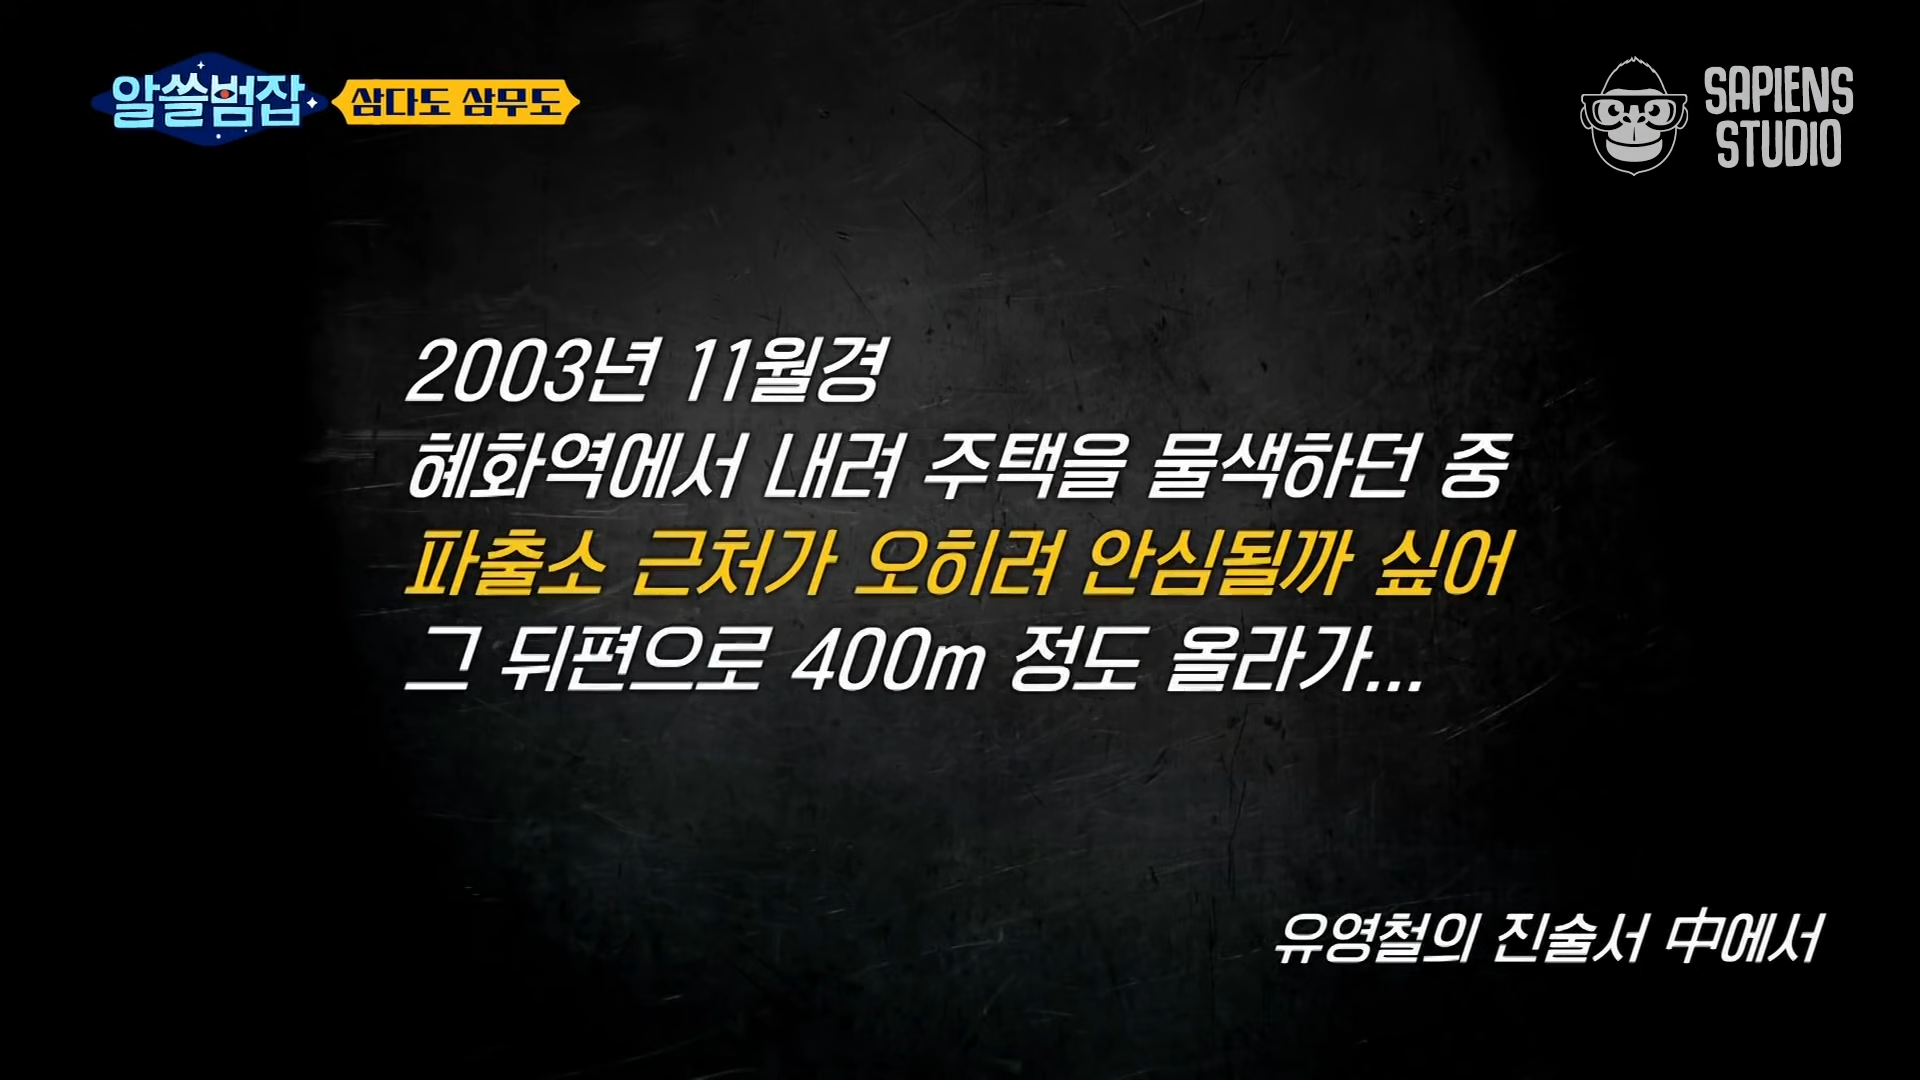 알쓸범잡
삼다도 삼무도
SAPIENS
STUDIO
2003년 11월경
혜화역에서 내려 주택을 물색하던 중
파출소 근처가 오히려 안심될까 싶어
그 뒤편으로 400m 정도 올라가...
유영철의 진술서 中에서